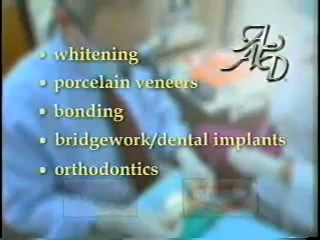 AACD
• whitening
• porcelain veneers
• bonding
• bridgework/dental implants
• orthodontics